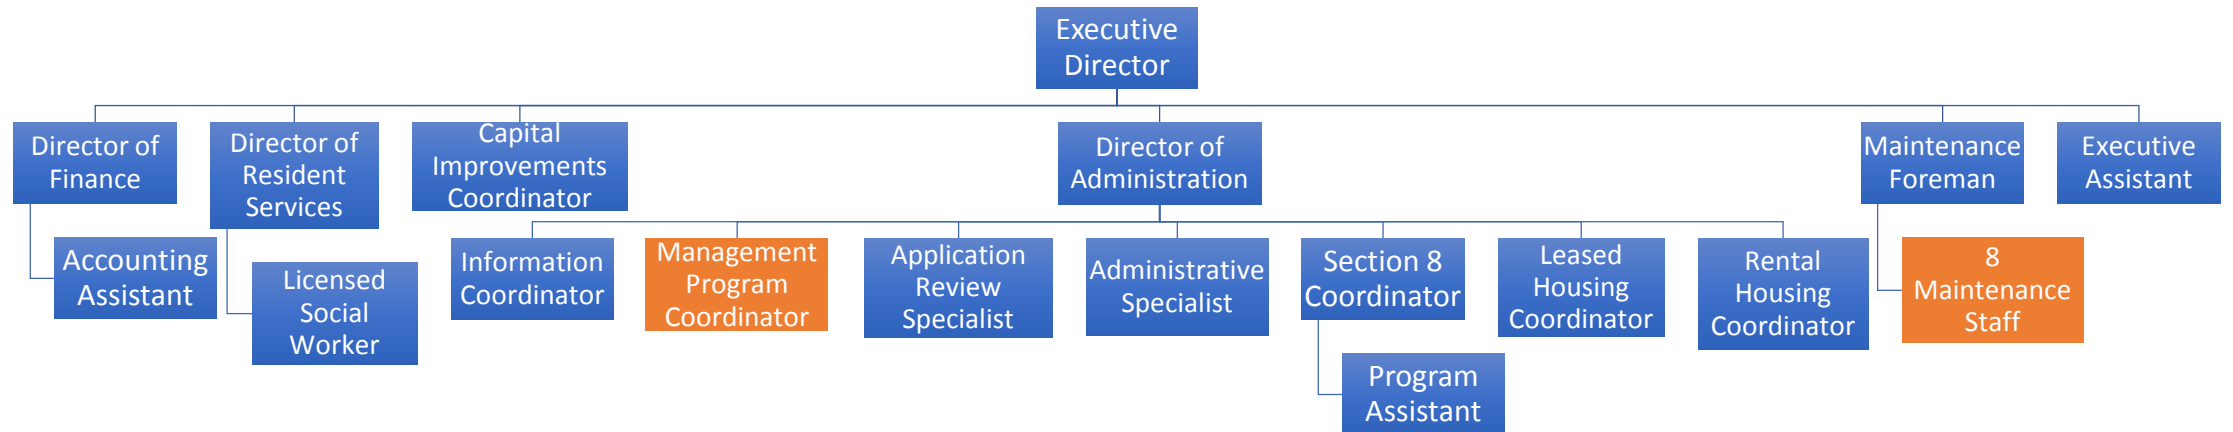 Executive
Director
Director of
Finance
Director of
Resident
Services
Capital
Improvements
Coordinator
Director of
Administration
Maintenance
Foreman
Executive
Assistant
Accounting
Assistant
Licensed
Social
Worker
Information
Coordinator
Management
Program
Coordinator
Application
Review
Specialist
Administrative
Specialist
Section 8
Coordinator
Leased
Housing
Coordinator
Rental
Housing
Coordinator
8
Maintenance
Staff
Program
Assistant